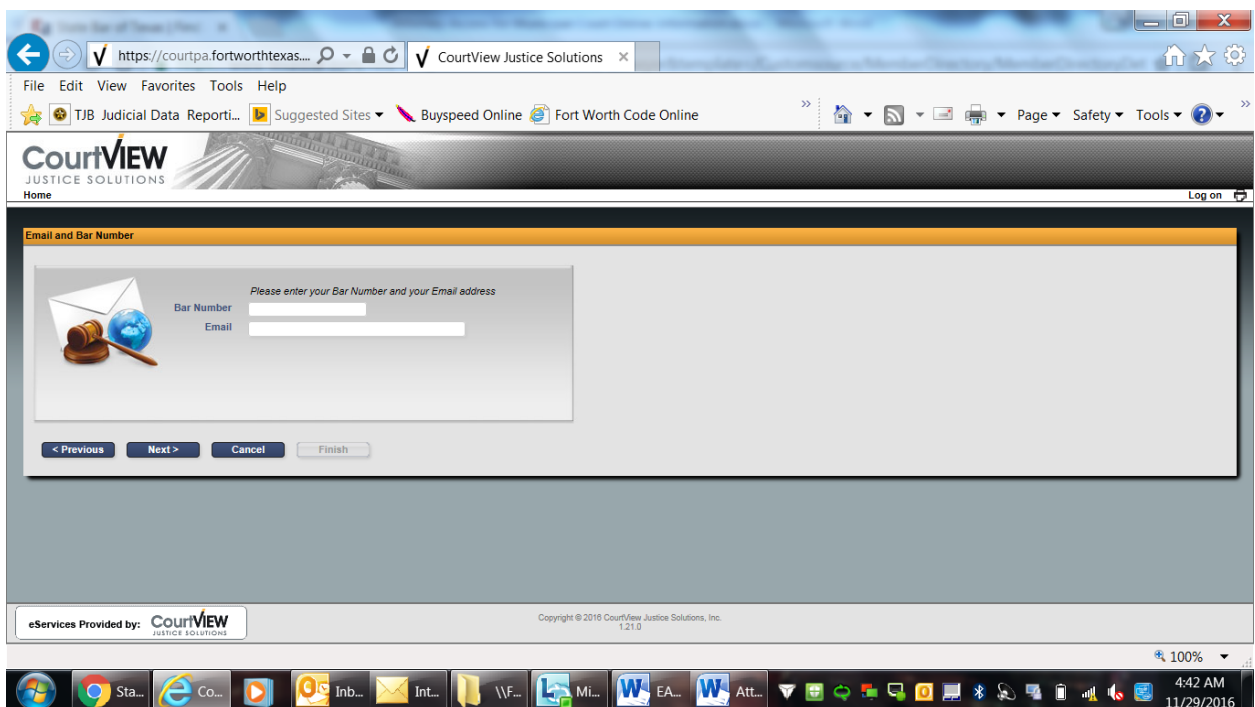 https://courtpa.fortworthtexas....
CourtView Justice Solutions
File Edit View Favorites Tools Help
TJB Judicial Data Reporti... Suggested Sites Buyspeed Online Fort Worth Code Online Page Safety Tools
CourtVIEW
JUSTICE SOLUTIONS
Home Log on
Email and Bar Number
Please enter your Bar Number and your Email address
Bar Number
Email
< Previous Next > Cancel Finish
eServices Provided by: CourtVIEW
JUSTICE SOLUTIONS
Copyright © 2016 CourtView Justice Solutions, Inc.
1.21.0
100%
Sta... Co... Inb... Int... \\F... Mi... EA... Att... 4:42 AM
11/29/2016